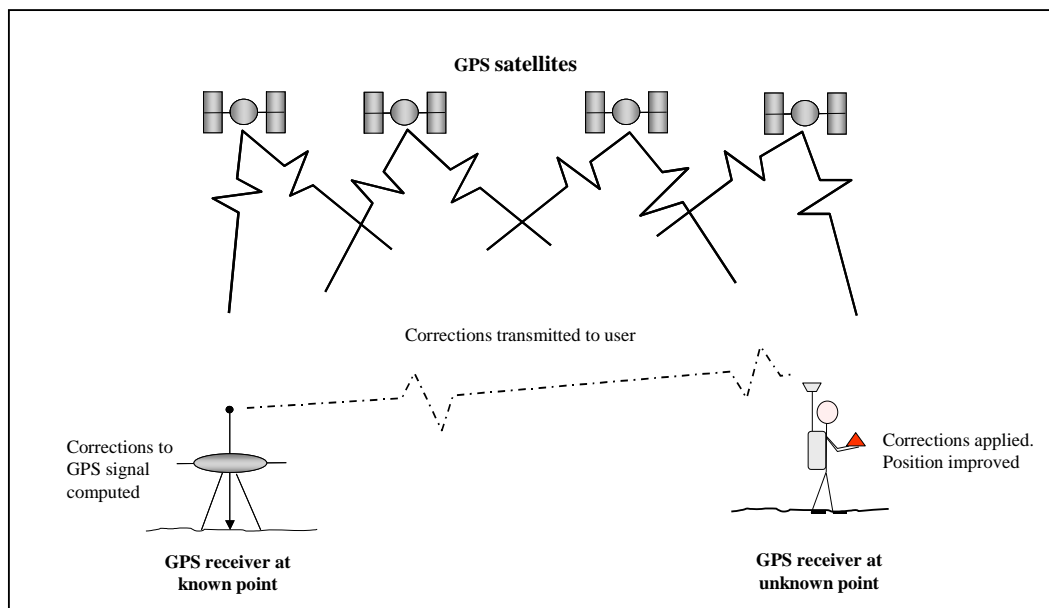 GPS satellites
Corrections transmitted to user
Corrections to
GPS signal
computed
Corrections applied.
Position improved
GPS receiver at
known point
GPS receiver at
unknown point